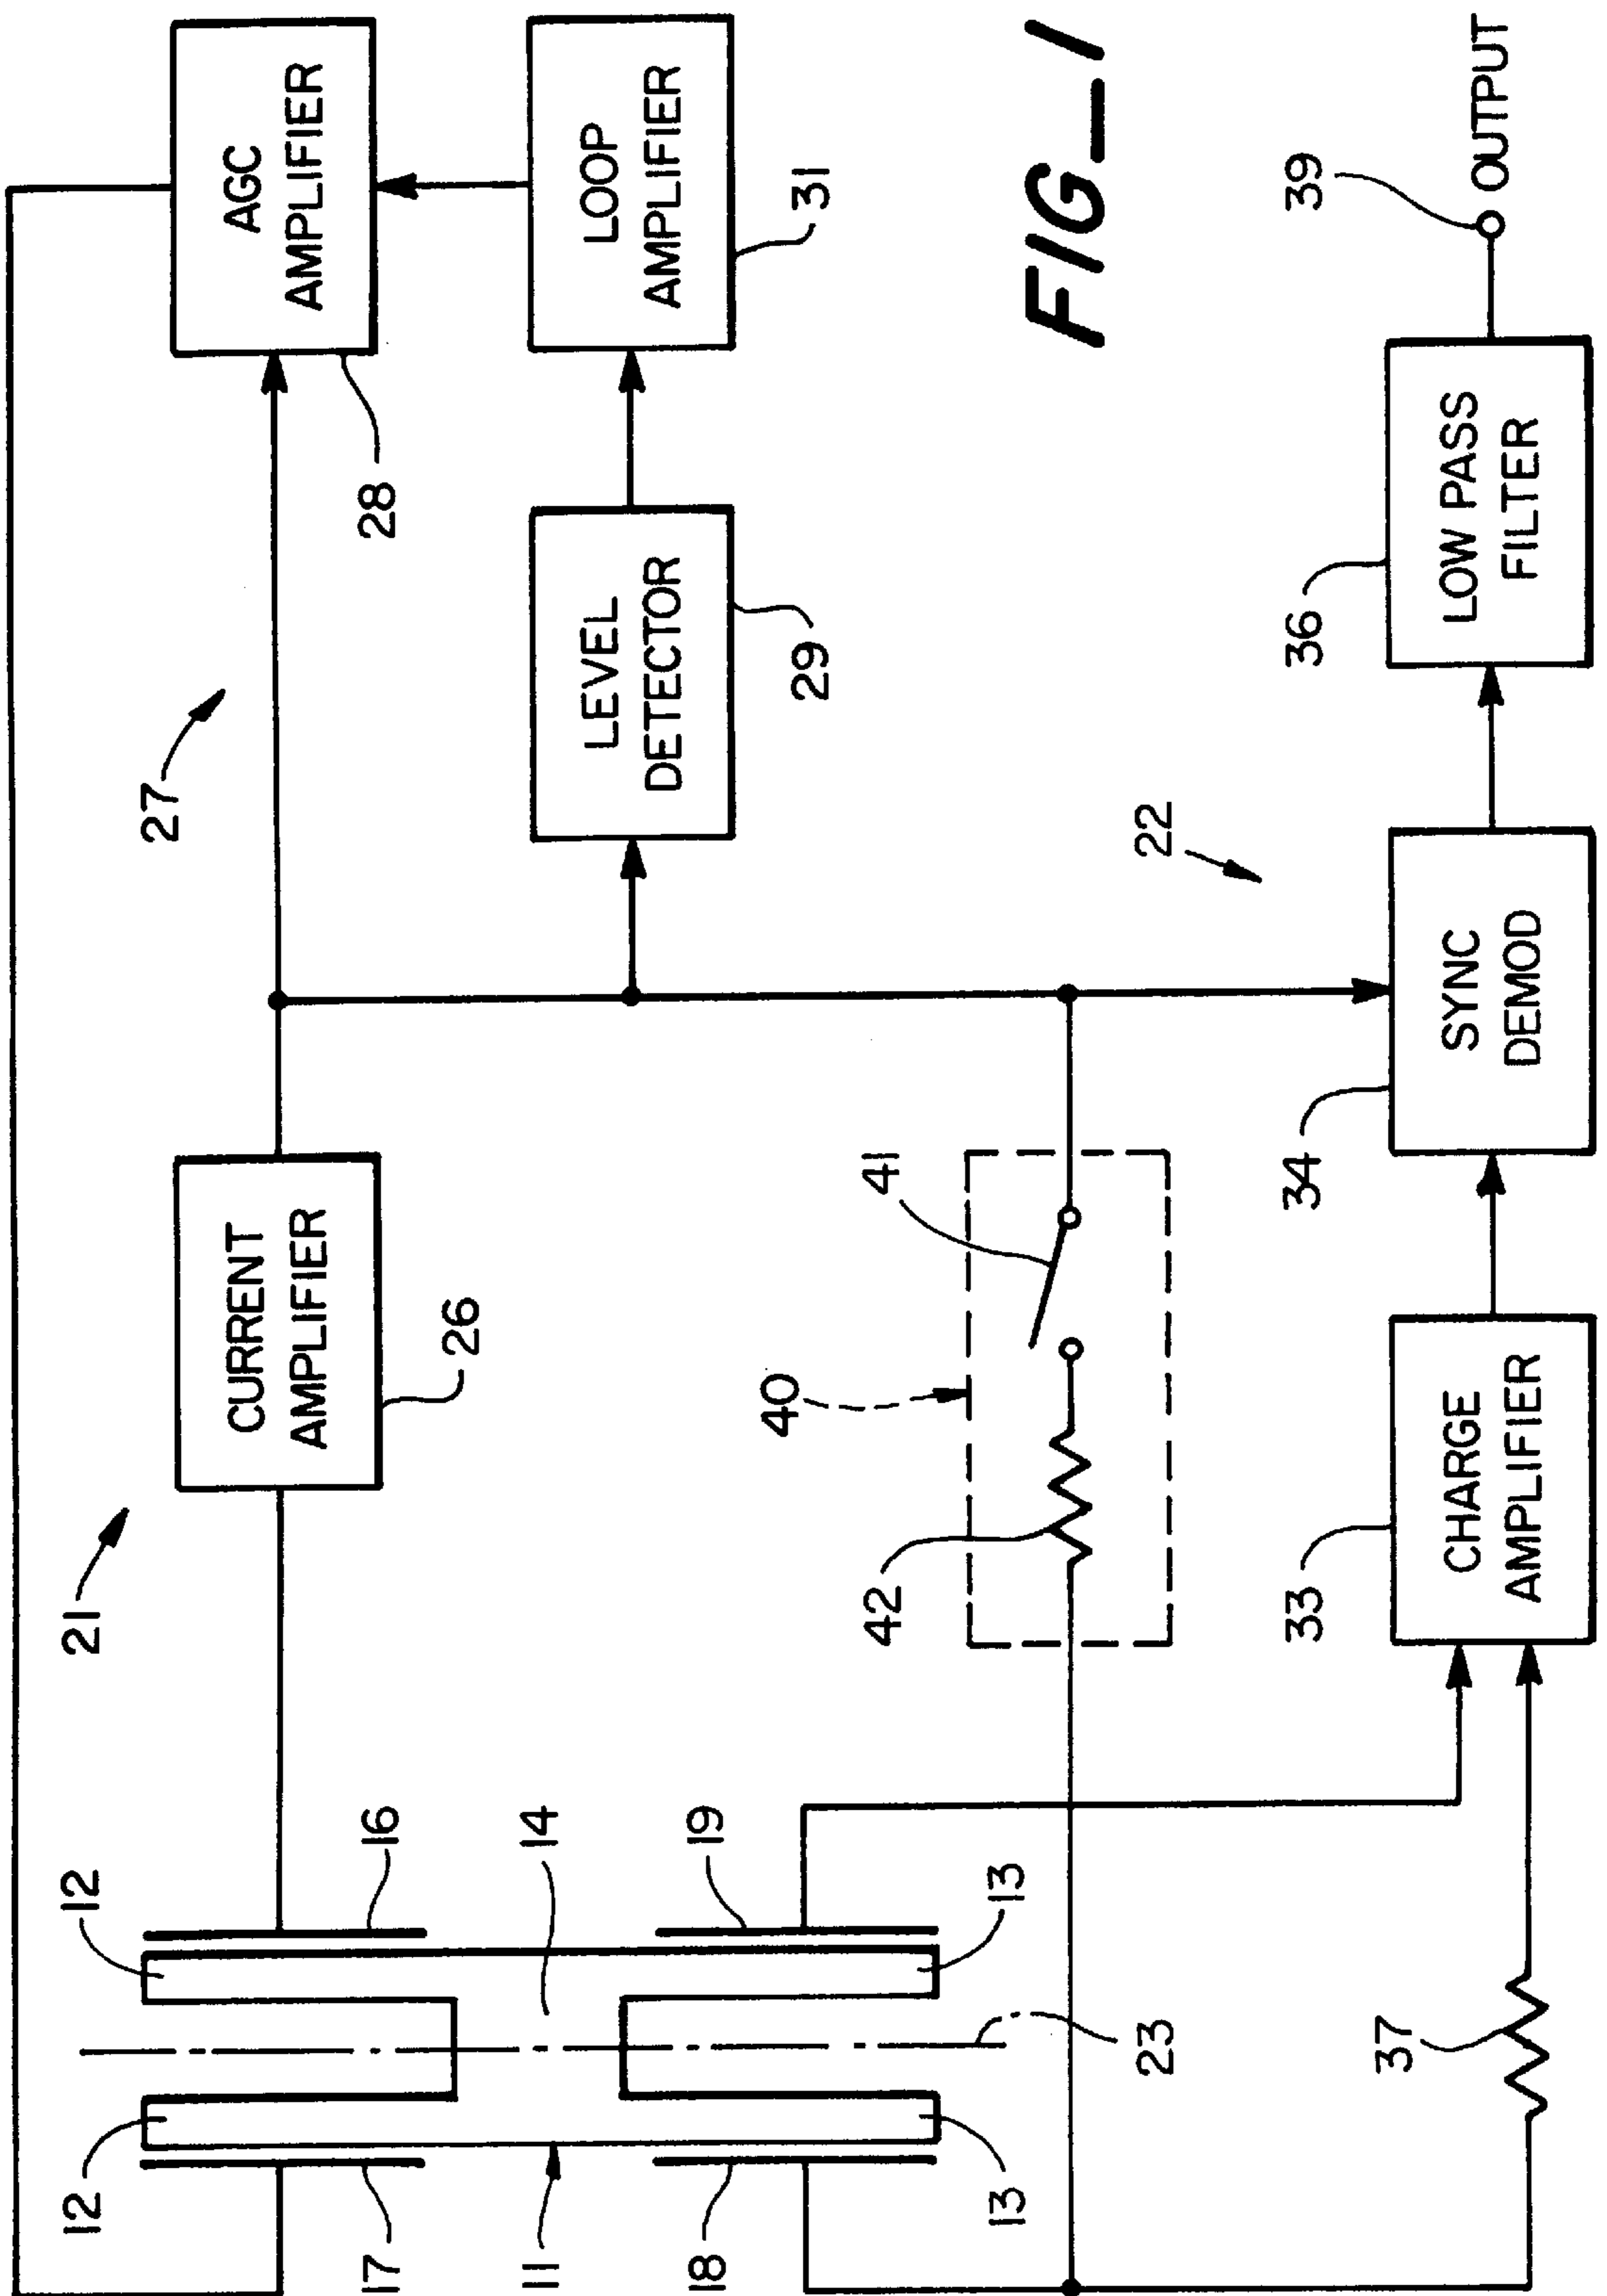 21
27
12
12
17
16
CURRENT
AMPLIFIER
26
AGC
AMPLIFIER
28
11
14
LEVEL
DETECTOR
29
LOOP
AMPLIFIER
31
18
19
13
13
23
40
41
42
22
FIG_1
37
33
CHARGE
AMPLIFIER
34
SYNC
DEMOD
36
LOW PASS
FILTER
39
OUTPUT